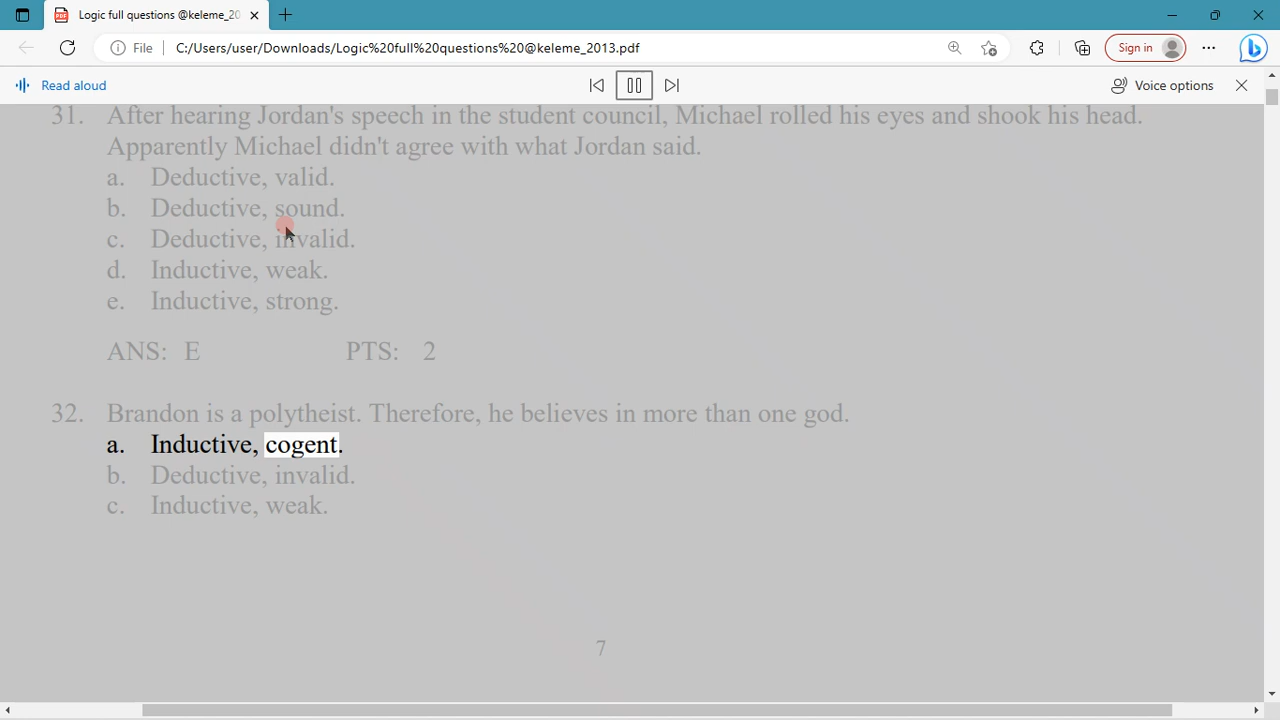 Logic full questions @keleme_20
File
C:/Users/user/Downloads/Logic%20full%20questions%20@keleme_2013.pdf
Sign in
Read aloud
Voice options
31. After hearing Jordan's speech in the student council, Michael rolled his eyes and shook his head.
Apparently Michael didn't agree with what Jordan said.
a. Deductive, valid.
b. Deductive, sound.
c. Deductive, invalid.
d. Inductive, weak.
e. Inductive, strong.
ANS: E PTS: 2
32. Brandon is a polytheist. Therefore, he believes in more than one god.
a. Inductive, cogent.
b. Deductive, invalid.
c. Inductive, weak.
7